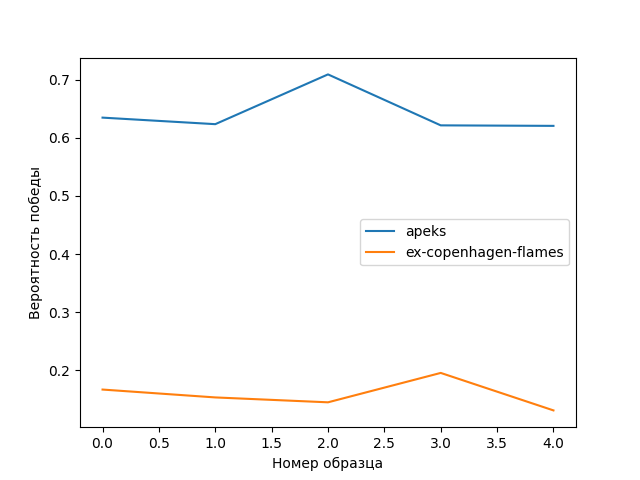 0.7
0.6
0.5
0.4
0.3
0.2
Вероятность победы
apeks
ex-copenhagen-flames
0.0 0.5 1.0 1.5 2.0 2.5 3.0 3.5 4.0
Номер образца